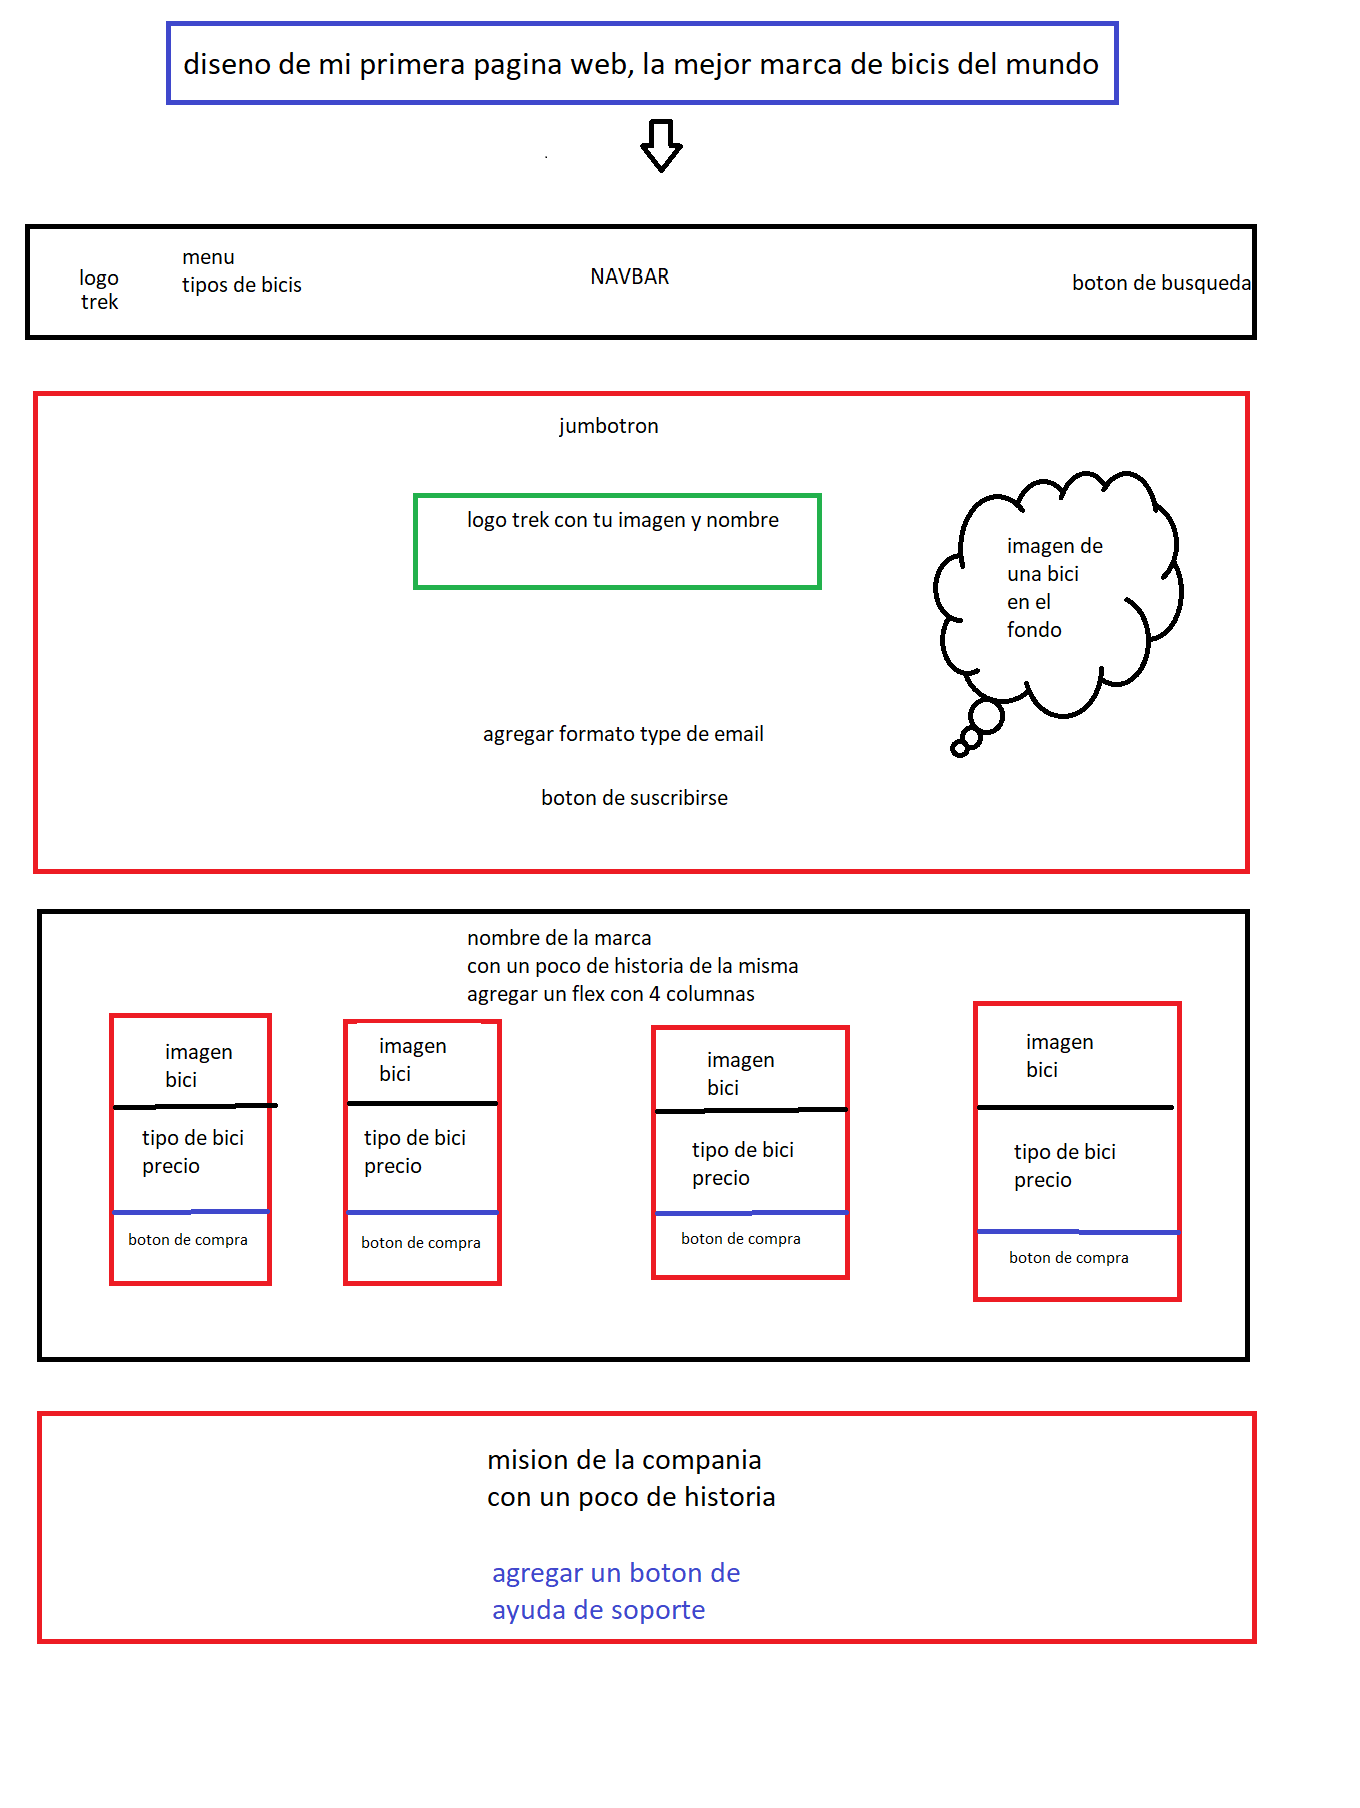 diseno de mi primera pagina web, la mejor marca de bicis del mundo
logo
trek
menu
tipos de bicis
NAVBAR
boton de busqueda
jumbotron
logo trek con tu imagen y nombre
imagen de
una bici
en el
fondo
agregar formato type de email
boton de suscribirse
nombre de la marca
con un poco de historia de la misma
agregar un flex con 4 columnas
imagen
bici
tipo de bici
precio
boton de compra
imagen
bici
tipo de bici
precio
boton de compra
imagen
bici
tipo de bici
precio
boton de compra
imagen
bici
tipo de bici
precio
boton de compra
mision de la compania
con un poco de historia
agregar un boton de
ayuda de soporte